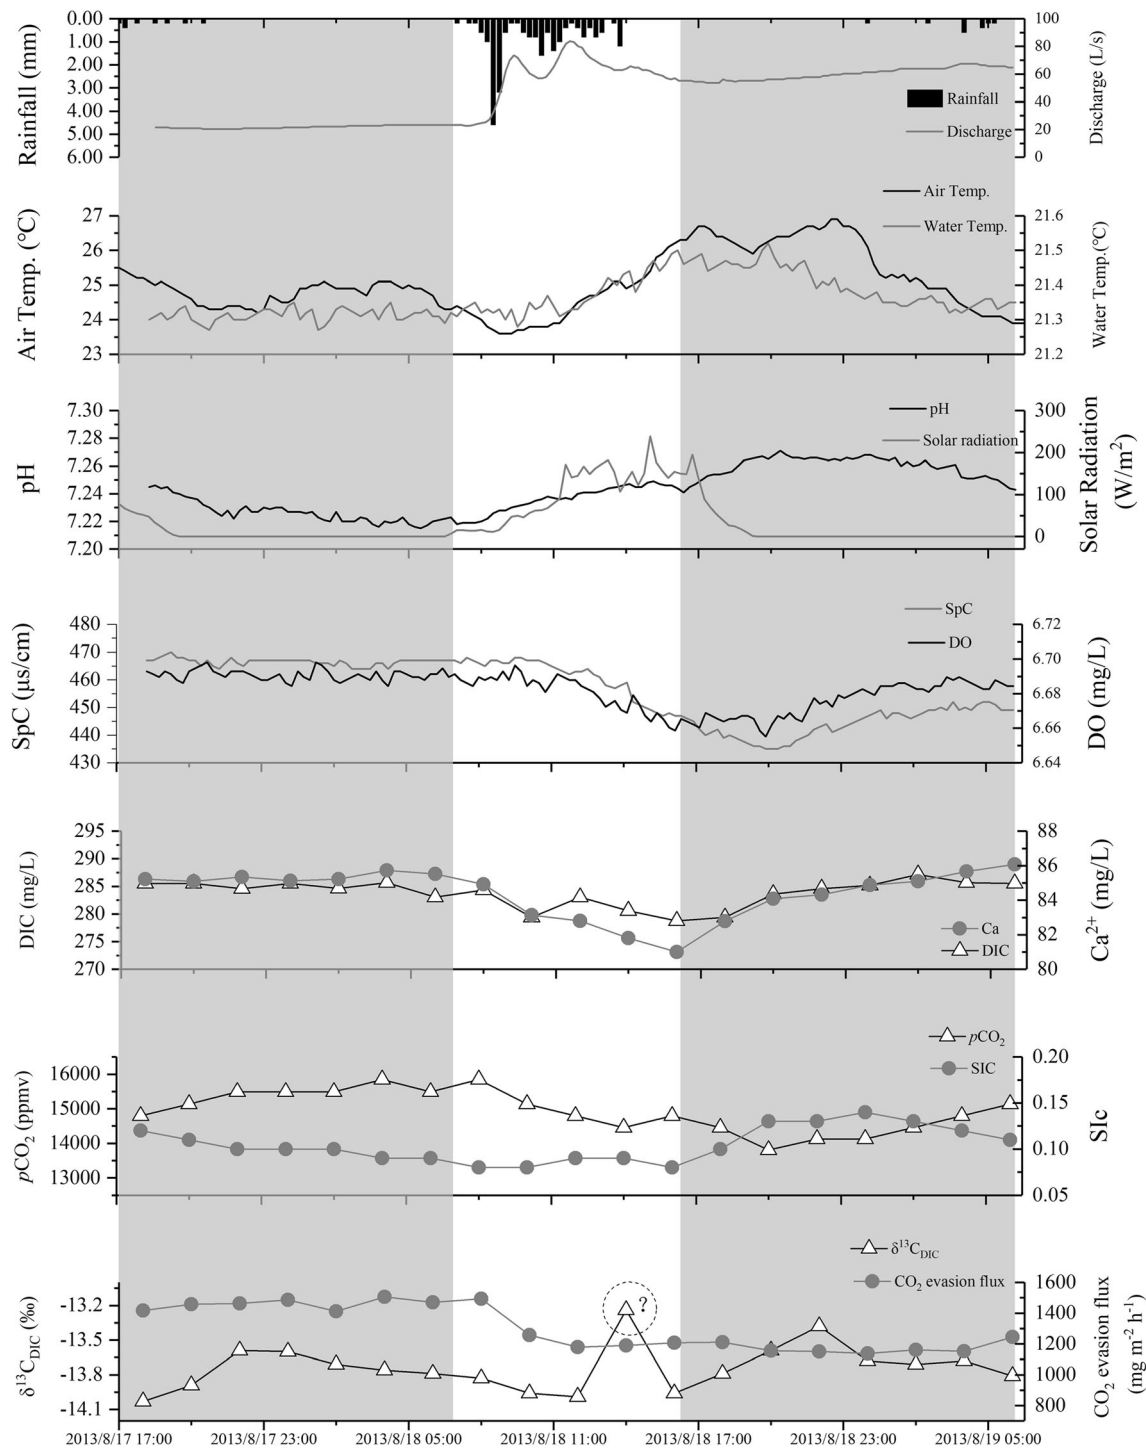 Rainfall (mm)
0.00
1.00
2.00
3.00
4.00
5.00
6.00
100
80
60
40
20
0
Discharge (L/s)
Rainfall
Discharge
Air Temp. (°C)
27
26
25
24
23
21.6
21.5
21.4
21.3
21.2
Water Temp.(°C)
Air Temp.
Water Temp.
pH
7.30
7.28
7.26
7.24
7.22
7.20
300
200
100
0
Solar Radiation
(W/m²)
pH
Solar radiation
SpC (μs/cm)
480
470
460
450
440
430
6.72
6.70
6.68
6.66
6.64
DO (mg/L)
SpC
DO
DIC (mg/L)
295
290
285
280
275
270
88
86
84
82
80
Ca²⁺ (mg/L)
Ca
DIC
pCO₂ (ppmv)
16000
15000
14000
13000
0.20
0.15
0.10
0.05
SIc
pCO₂
SIC
δ¹³C_DIC (‰)
-13.2
-13.5
-13.8
-14.1
1600
1400
1200
1000
800
CO₂ evasion flux
(mg m⁻² h⁻¹)
δ¹³C_DIC
CO₂ evasion flux
?
2013/8/17 17:00 2013/8/17 23:00 2013/8/18 05:00 2013/8/18 11:00 2013/8/18 17:00 2013/8/18 23:00 2013/8/19 05:00